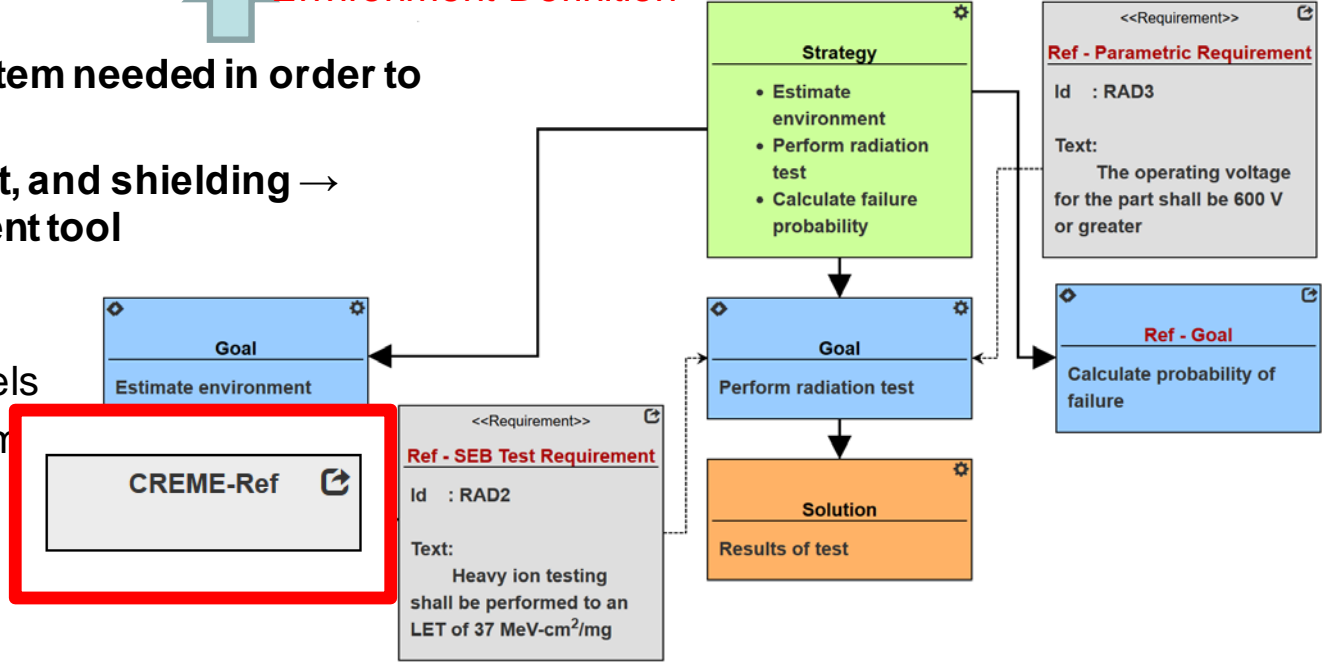 Environment Definition
tem needed in order to
t, and shielding →
ent tool
els
Strategy
• Estimate
environment
• Perform radiation
test
• Calculate failure
probability
<<Requirement>>
Ref - Parametric Requirement
Id : RAD3
Text:
The operating voltage
for the part shall be 600 V
or greater
Goal
Estimate environment
Goal
Perform radiation test
Ref - Goal
Calculate probability of
failure
CREME-Ref
<<Requirement>>
Ref - SEB Test Requirement
Id : RAD2
Text:
Heavy ion testing
shall be performed to an
LET of 37 MeV-cm²/mg
Solution
Results of test